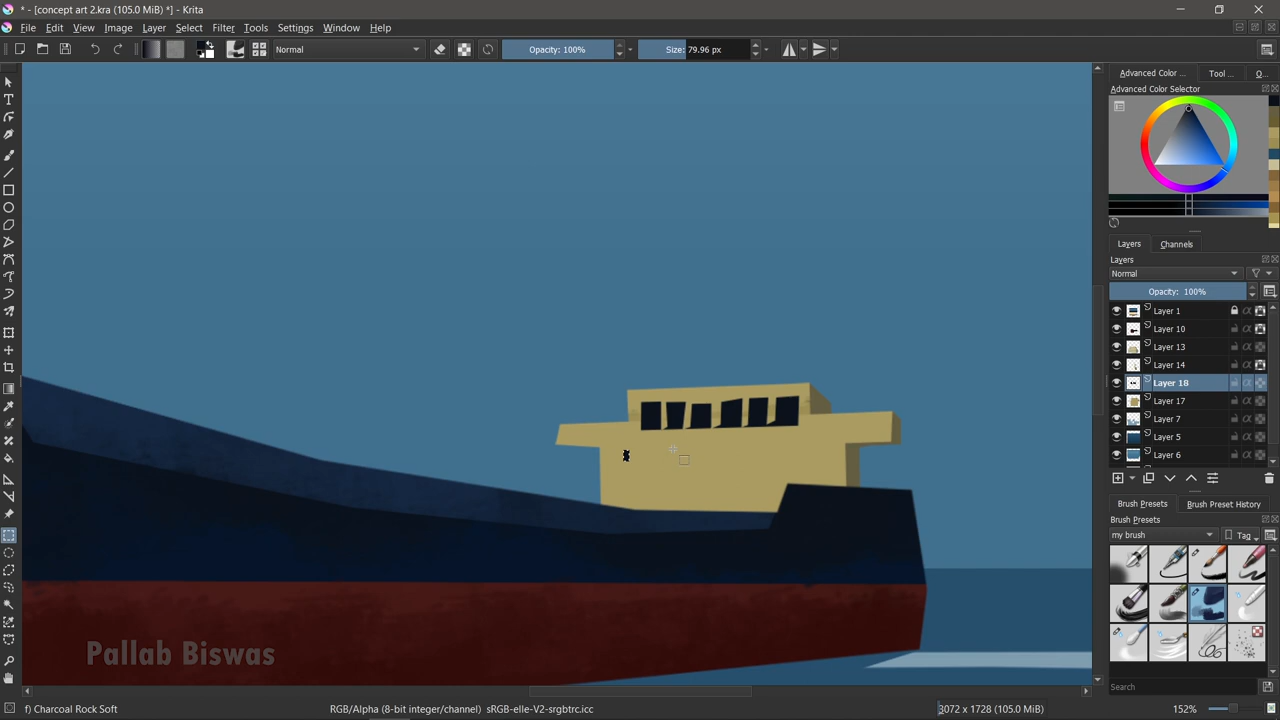 * - [concept art 2.kra (105.0 MiB) *] - Krita
File Edit View Image Layer Select Filter Tools Settings Window Help
Normal Opacity: 100% Size: 79.96 px
Advanced Color ... Tool ... O...
Advanced Color Selector
Layers Channels
Layers
Normal
Opacity: 100%
Layer 1
Layer 10
Layer 13
Layer 14
Layer 18
Layer 17
Layer 7
Layer 5
Layer 6
Brush Presets Brush Preset History
Brush Presets
my brush Tag
Pallab Biswas
Search
f) Charcoal Rock Soft RGB/Alpha (8-bit integer/channel) sRGB-elle-V2-srgbtrc.icc 3072 x 1728 (105.0 MiB) 152%